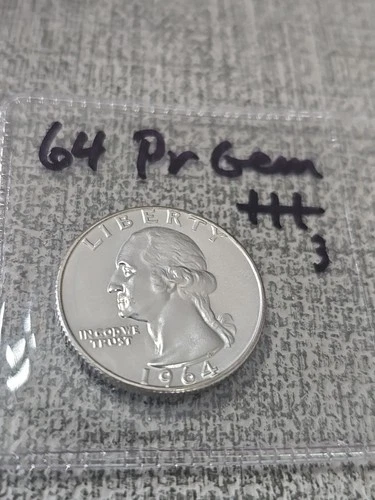 64 Pr Gem
LIBERTY
IN GOD WE
TRUST
1964